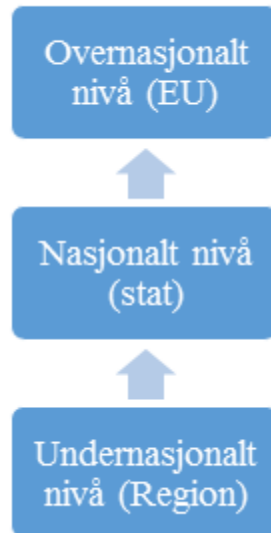 Overnasjonalt
nivå (EU)
Nasjonalt nivå
(stat)
Undernasjonalt
nivå (Region)